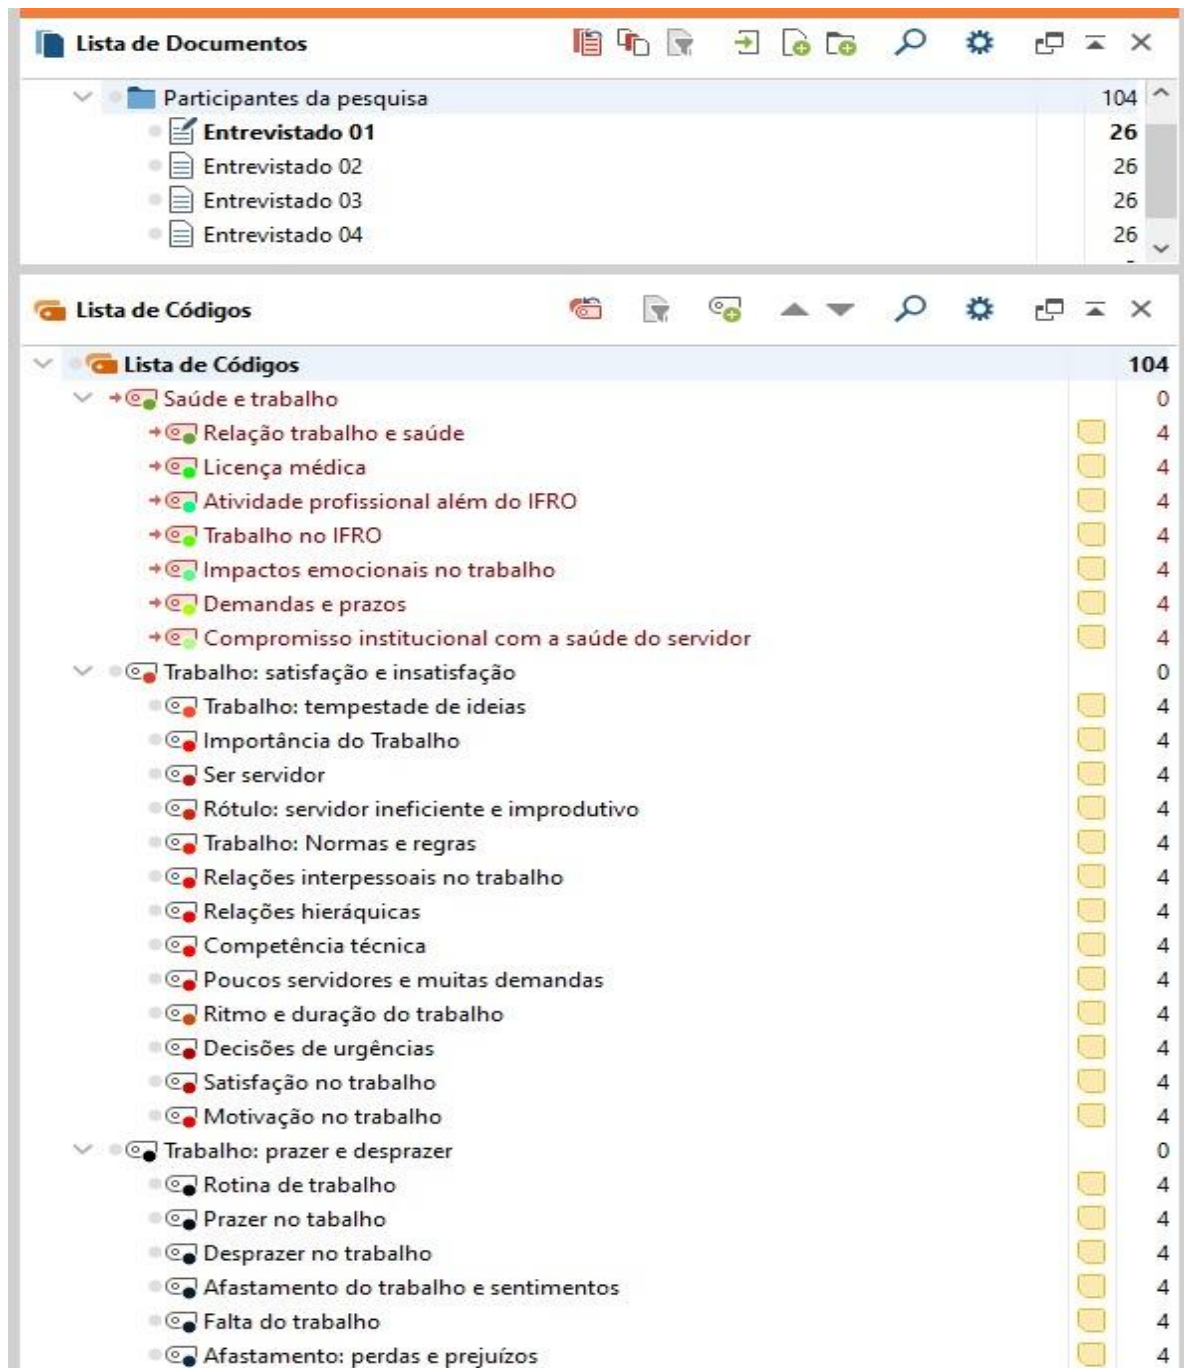 Lista de Documentos
Participantes da pesquisa 104
Entrevistado 01 26
Entrevistado 02 26
Entrevistado 03 26
Entrevistado 04 26
Lista de Códigos
Lista de Códigos 104
Saúde e trabalho 0
Relação trabalho e saúde 4
Licença médica 4
Atividade profissional além do IFRO 4
Trabalho no IFRO 4
Impactos emocionais no trabalho 4
Demandas e prazos 4
Compromisso institucional com a saúde do servidor 4
Trabalho: satisfação e insatisfação 0
Trabalho: tempestade de ideias 4
Importância do Trabalho 4
Ser servidor 4
Rótulo: servidor ineficiente e improdutivo 4
Trabalho: Normas e regras 4
Relações interpessoais no trabalho 4
Relações hieráquicas 4
Competência técnica 4
Poucos servidores e muitas demandas 4
Ritmo e duração do trabalho 4
Decisões de urgências 4
Satisfação no trabalho 4
Motivação no trabalho 4
Trabalho: prazer e desprazer 0
Rotina de trabalho 4
Prazer no tabalho 4
Desprazer no trabalho 4
Afastamento do trabalho e sentimentos 4
Falta do trabalho 4
Afastamento: perdas e prejuízos 4